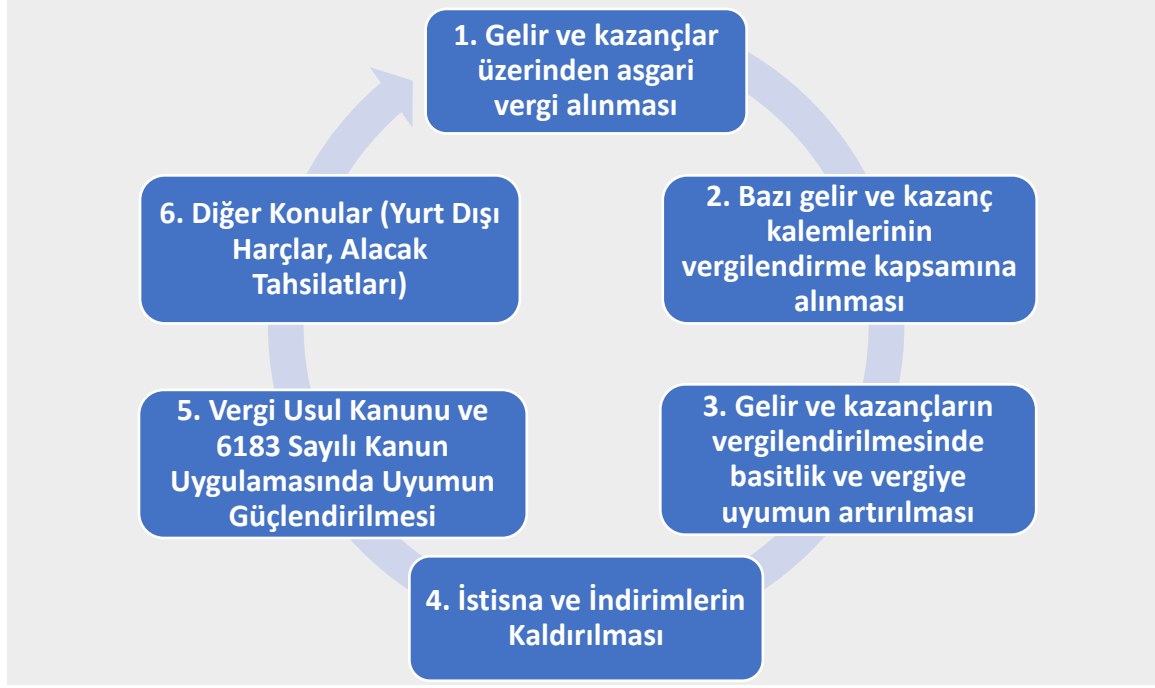 1. Gelir ve kazançlar
üzerinden asgari
vergi alınması
2. Bazı gelir ve kazanç
kalemlerinin
vergilendirme kapsamına
alınması
3. Gelir ve kazançların
vergilendirilmesinde
basitlik ve vergiye
uyumun artırılması
4. İstisna ve İndirimlerin
Kaldırılması
5. Vergi Usul Kanunu ve
6183 Sayılı Kanun
Uygulamasında Uyumun
Güçlendirilmesi
6. Diğer Konular (Yurt Dışı
Harçlar, Alacak
Tahsilatları)